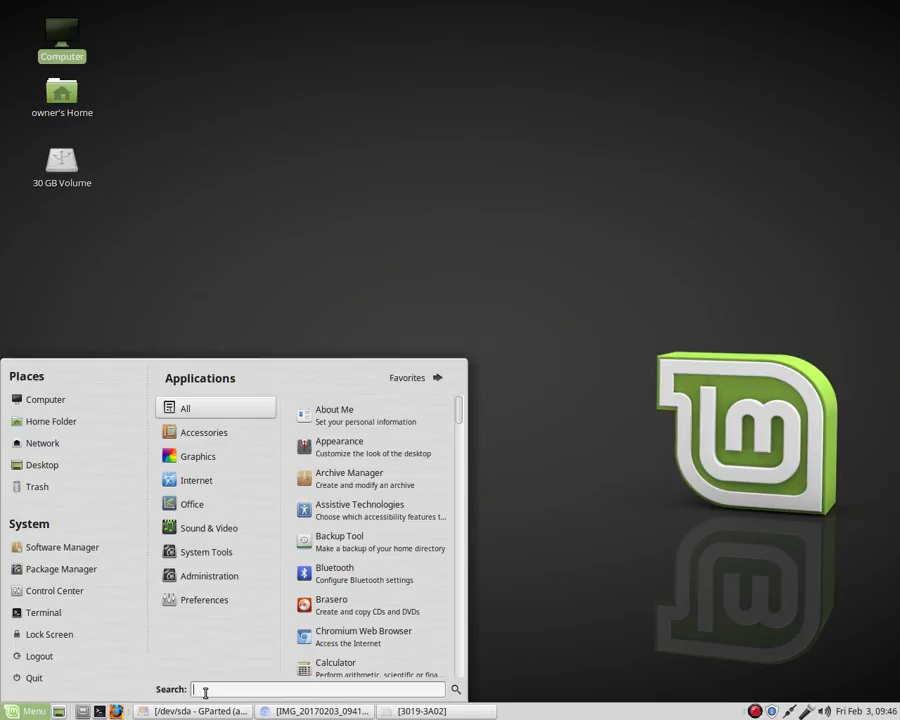 Computer
owner's Home
30 GB Volume
Places
Computer
Home Folder
Network
Desktop
Trash
System
Software Manager
Package Manager
Control Center
Terminal
Lock Screen
Logout
Quit
Applications
Favorites
All
Accessories
Graphics
Internet
Office
Sound & Video
System Tools
Administration
Preferences
About Me
Set your personal information
Appearance
Customize the look of the desktop
Archive Manager
Create and modify an archive
Assistive Technologies
Choose which accessibility features t...
Backup Tool
Make a backup of your home directory
Bluetooth
Configure Bluetooth settings
Brasero
Create and copy CDs and DVDs
Chromium Web Browser
Access the Internet
Calculator
Perform arithmetic, scientific or fina...
Search:
Menu
[/dev/sda - GParted (a...
[IMG_20170203_0941...
[3019-3A02]
Fri Feb 3, 09:46